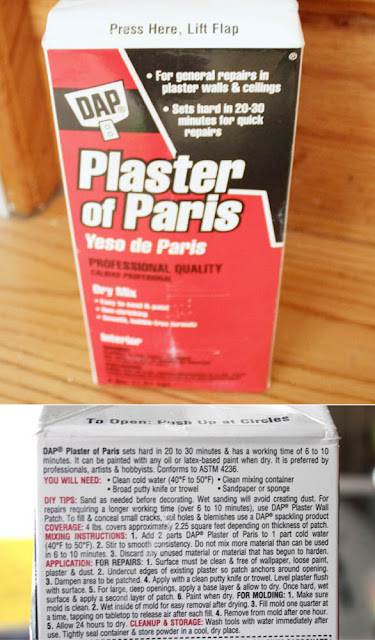 Press Here, Lift Flap
®
• For general repairs in
plaster walls & ceilings
• Sets hard in 20-30
minutes for quick
repairs
DAP®
Plaster
of Paris
Yeso de Paris
PROFESSIONAL QUALITY
CALIDAD PROFESIONAL
Dry Mix
• Easy to sand & paint
• Non-shrinking
• Smooth,
Interior
To Open: Push Up at Circles
DAP® Plaster of Paris sets hard in 20 to 30 minutes & has a working time of 6 to 10
minutes. It can be painted with any oil or latex-based paint when dry. It is preferred by
professionals, artists & hobbyists. Conforms to ASTM 4236.
YOU WILL NEED: • Clean cold water (40°F to 50°F) • Clean mixing container
• Broad putty knife or trowel • Sandpaper or sponge
DIY TIPS: Sand as needed before decorating. Wet sanding will avoid creating dust. For
repairs requiring a longer working time (over 6 to 10 minutes), use DAP® Plaster Wall
Patch. To fill & conceal small cracks, nail holes & blemishes use a DAP® spackling product
COVERAGE: 4 lbs. covers approximately 2.25 square feet depending on thickness of patch.
MIXING INSTRUCTIONS: 1. Add 2 parts DAP® Plaster of Paris to 1 part cold water
(40°F to 50°F). 2. Stir to smooth consistency. Do not mix more material than can be used
in 6 to 10 minutes. 3. Discard any unused material or material that has begun to harden.
APPLICATION: FOR REPAIRS: 1. Surface must be clean & free of wallpaper, loose paint,
plaster & dust. 2. Undercut edges of existing plaster so patch anchors around opening.
3. Dampen area to be patched. 4. Apply with a clean putty knife or trowel. Level plaster flush
with surface. 5. For large, deep openings, apply a base layer & allow to dry. Once hard, wet
surface & apply a second layer of patch. 6. Paint when dry. FOR MOLDING: 1. Make sure
mold is clean. 2. Wet inside of mold for easy removal after drying. 3. Fill mold one quarter at
a time, tapping on tabletop to release air after each fill. 4. Remove from mold after one hour.
5. Allow 24 hours to dry. CLEANUP & STORAGE: Wash tools with water immediately after
use. Tightly seal container & store powder in a cool, dry place.